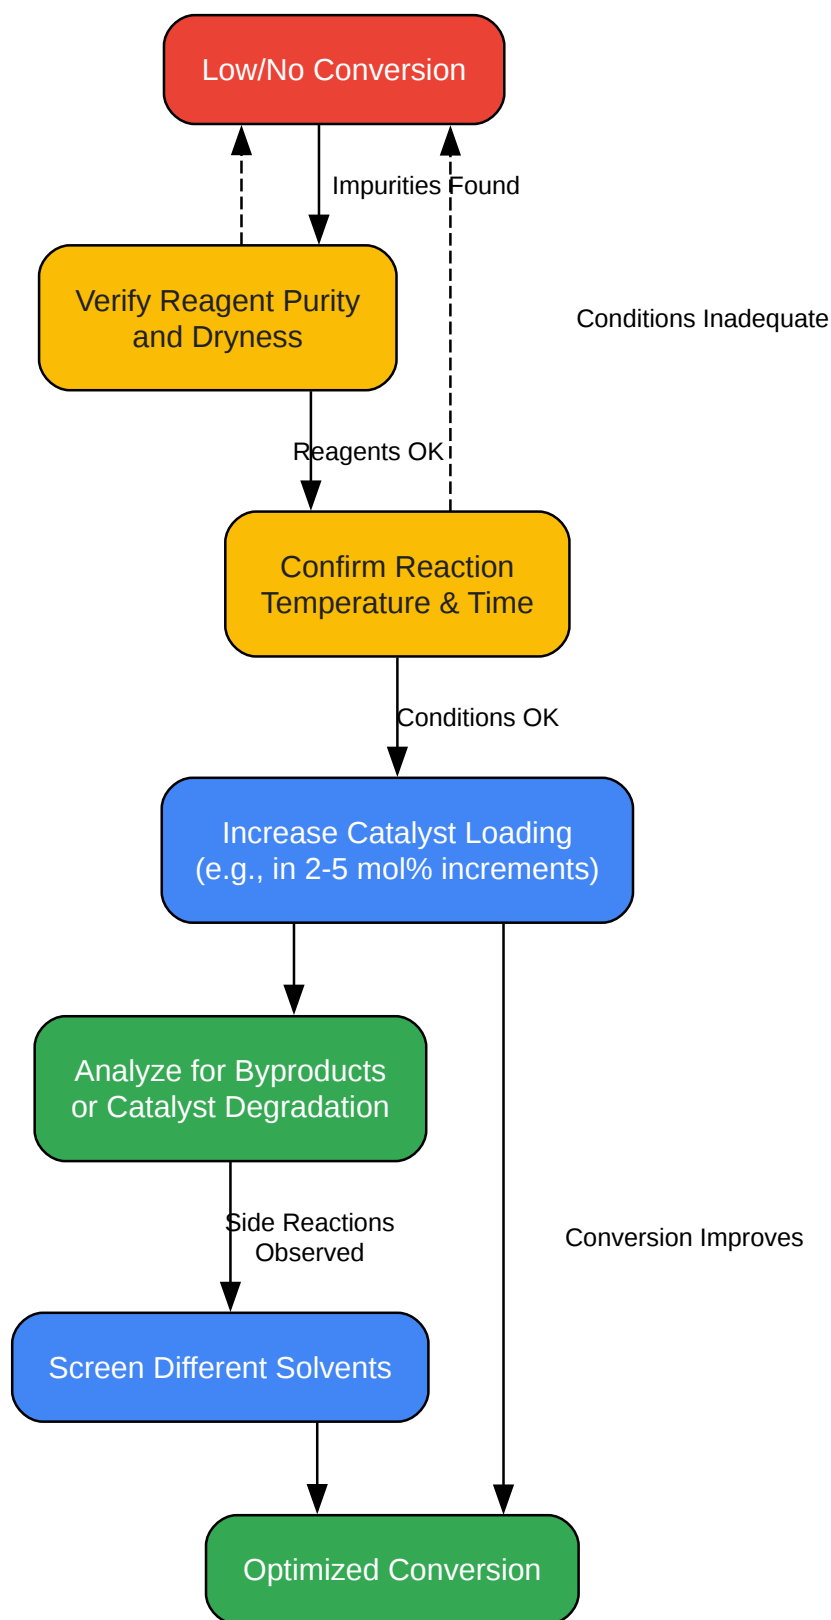 Low/No Conversion
Impurities Found
Verify Reagent Purity
and Dryness
Conditions Inadequate
Reagents OK
Confirm Reaction
Temperature & Time
Conditions OK
Increase Catalyst Loading
(e.g., in 2-5 mol% increments)
Analyze for Byproducts
or Catalyst Degradation
Side Reactions
Observed
Conversion Improves
Screen Different Solvents
Optimized Conversion